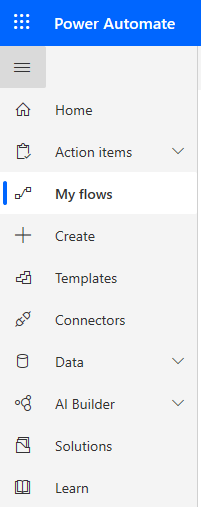 Power Automate
Home
Action items
My flows
Create
Templates
Connectors
Data
AI Builder
Solutions
Learn